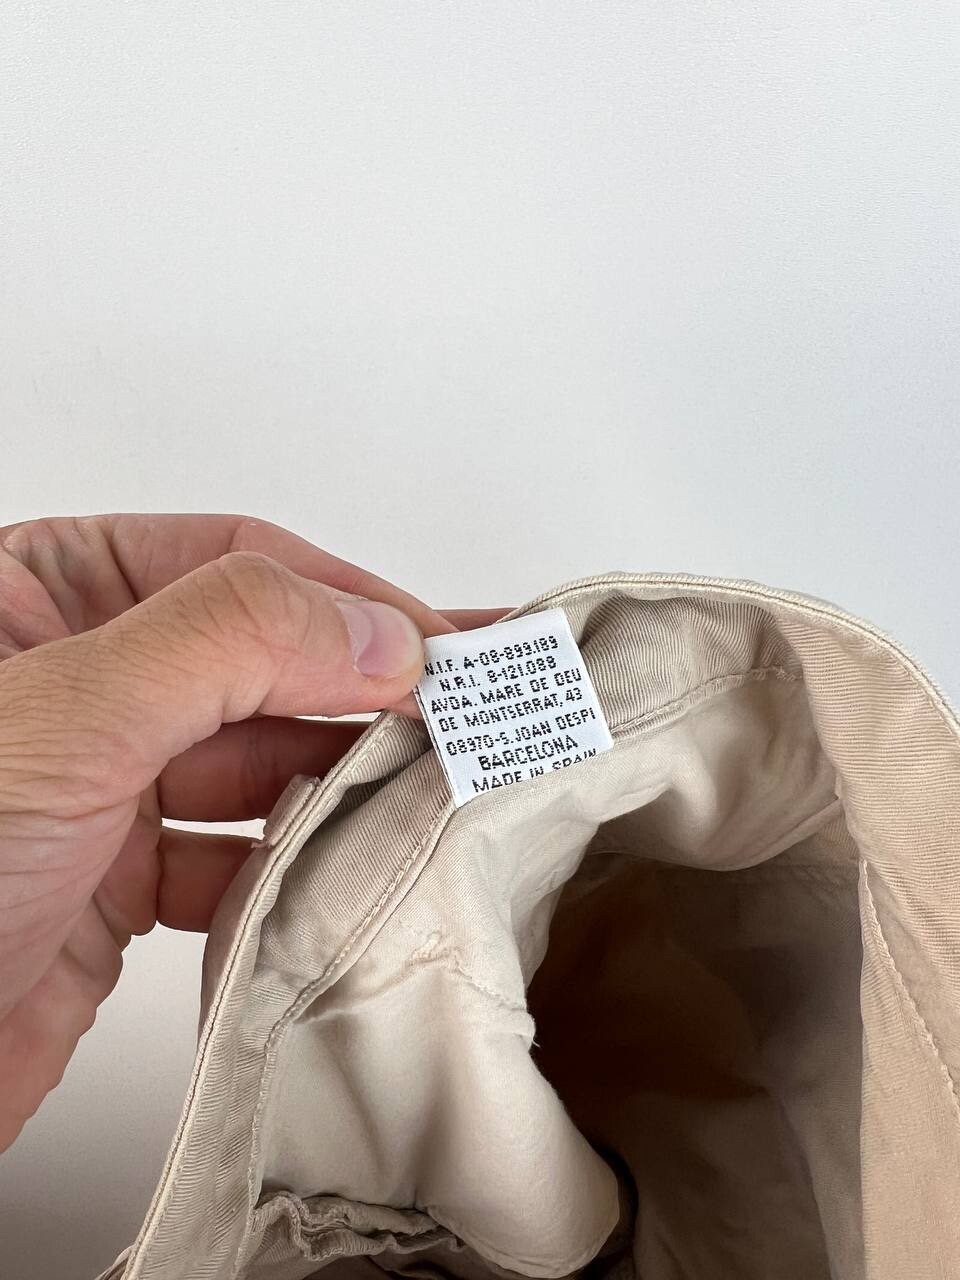 N.I.F. A-08-899.189
N.R.I. 8-121.088
AVDA. MARE DE DEU
DE MONTSERRAT, 43
08970-S.JOAN DESPI
BARCELONA
MADE IN SPAIN